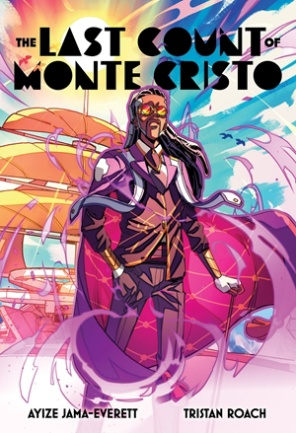 THE LAST COUNT OF
MONTE CRISTO
AYIZE JAMA-EVERETT TRISTAN ROACH